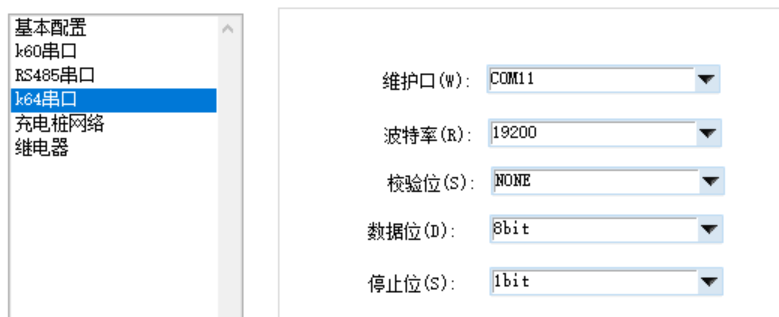 基本配置
k60串口
RS485串口
k64串口
充电桩网络
继电器
维护口(W): COM11
波特率(R): 19200
校验位(S): NONE
数据位(D): 8bit
停止位(S): 1bit